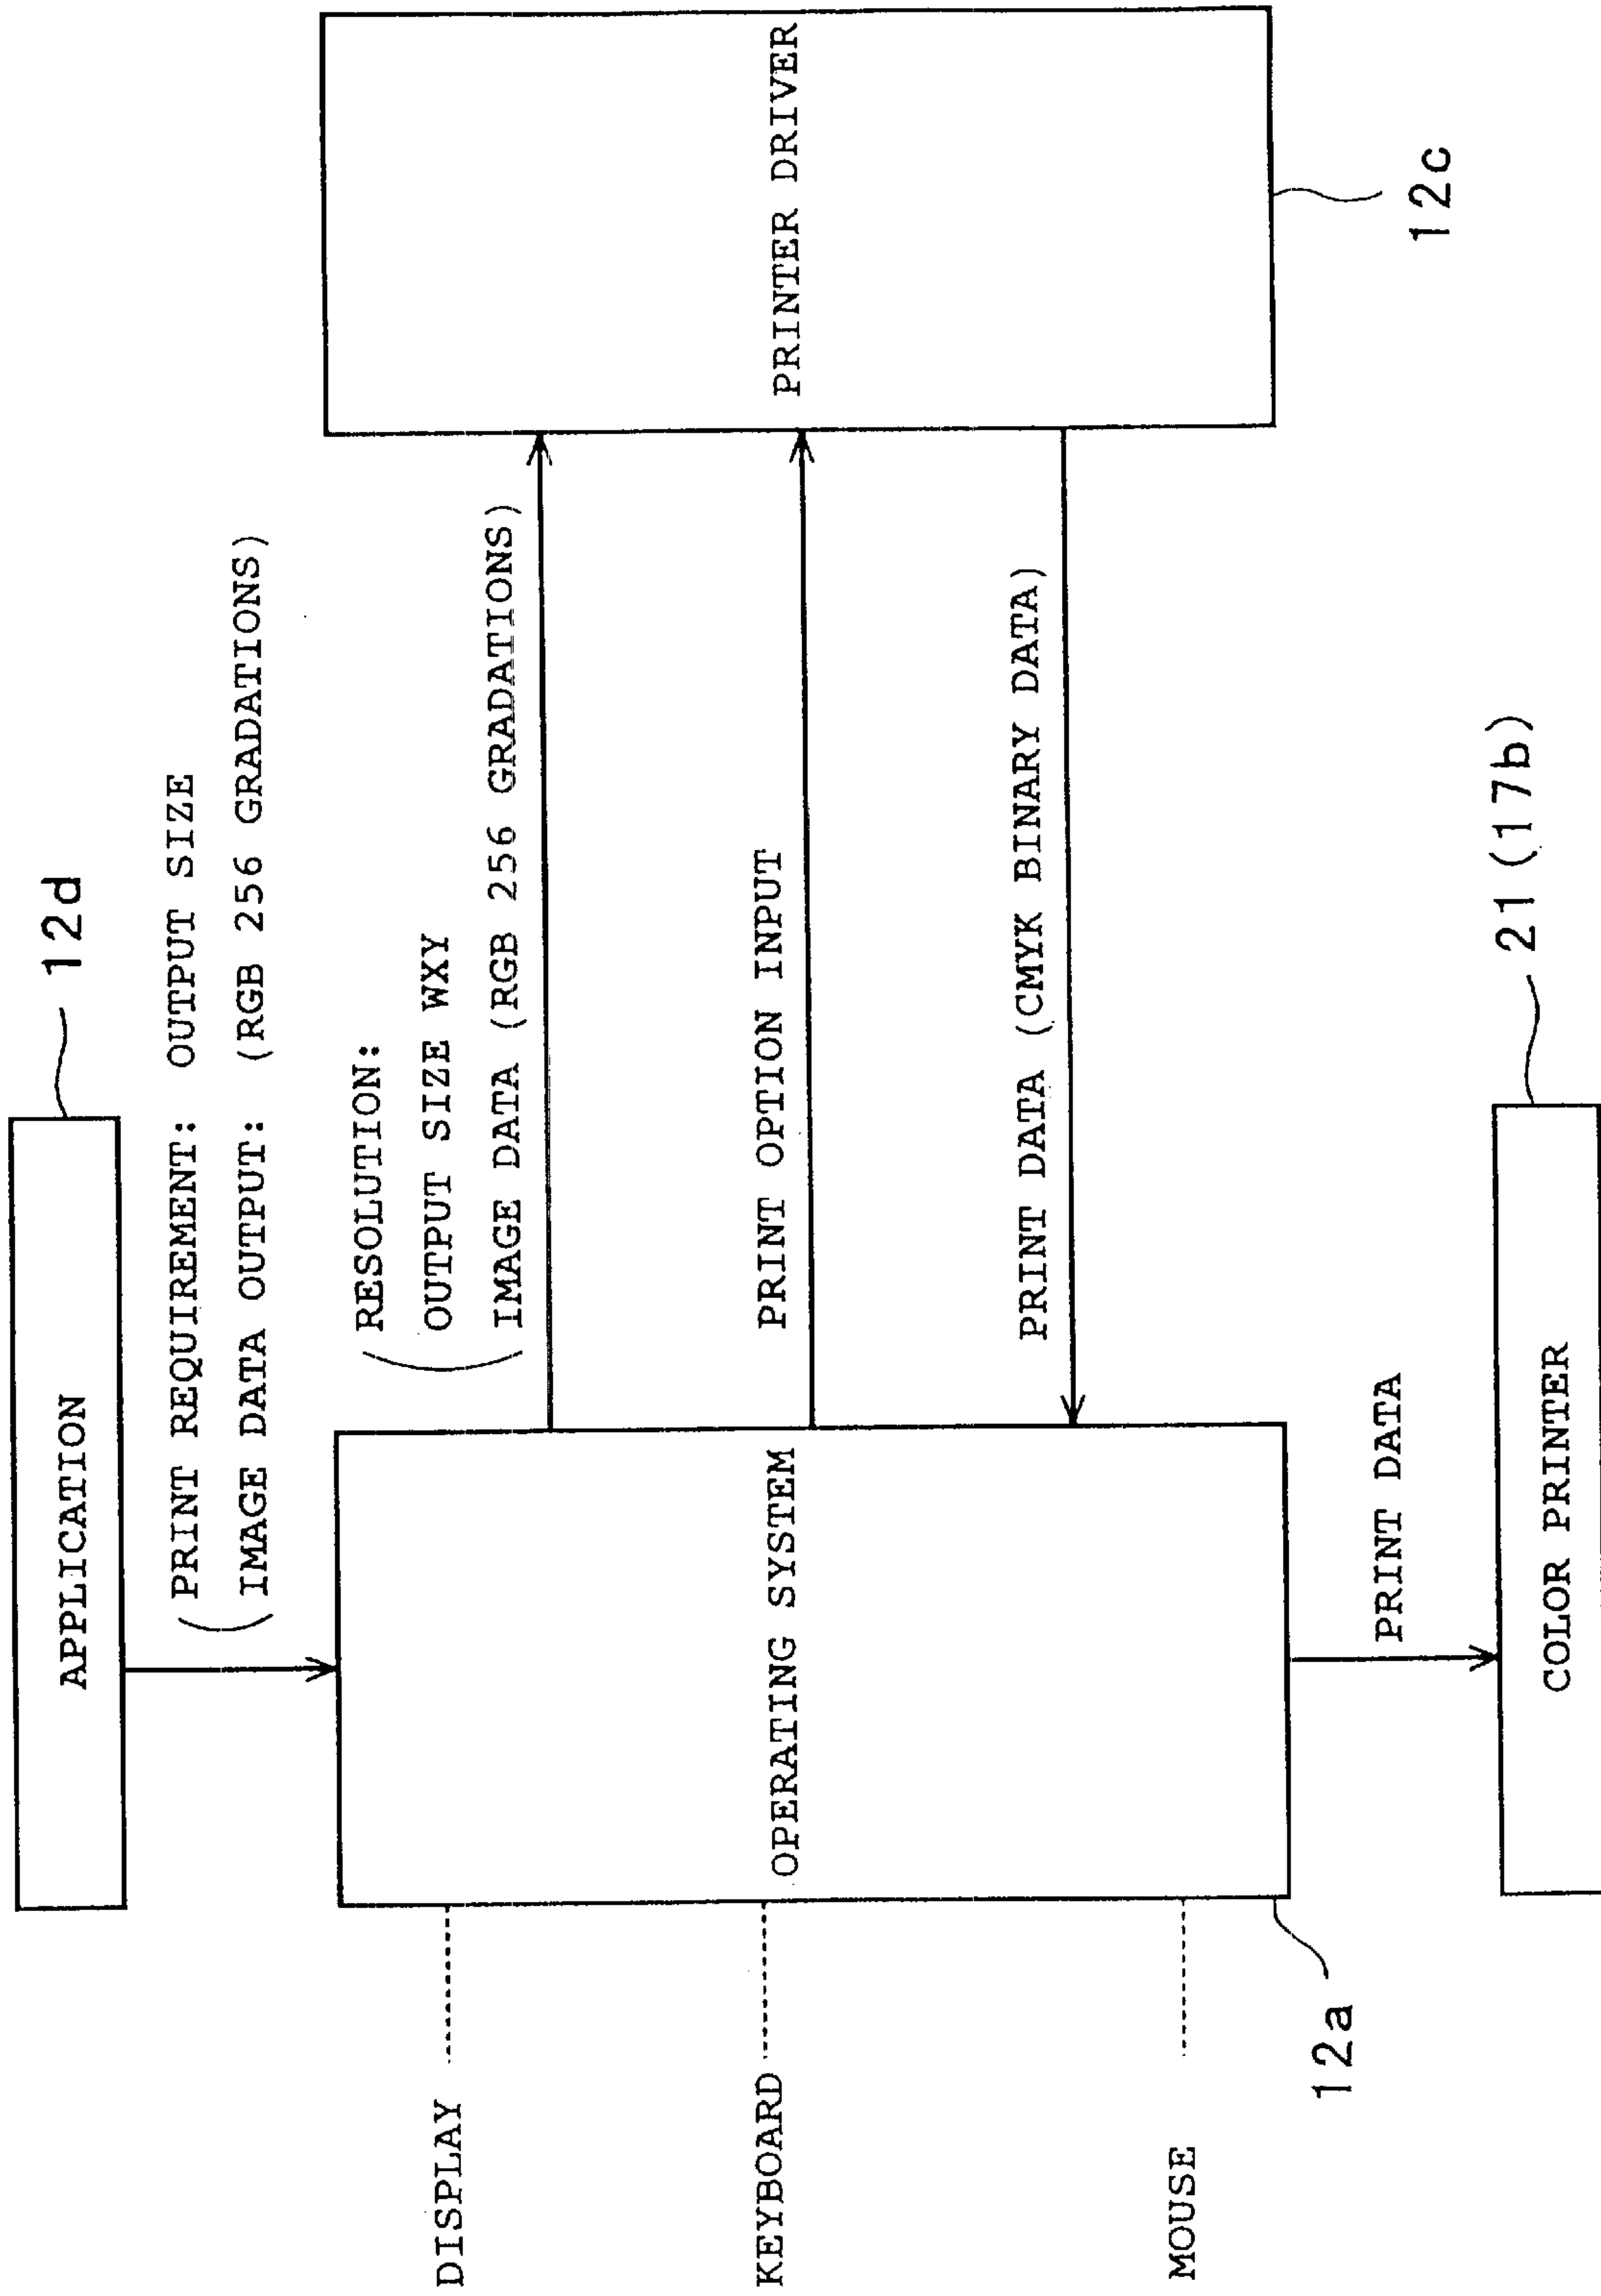 APPLICATION
12d
PRINT REQUIREMENT: OUTPUT SIZE
IMAGE DATA OUTPUT: (RGB 256 GRADATIONS)
RESOLUTION:
OUTPUT SIZE WXY
IMAGE DATA (RGB 256 GRADATIONS)
DISPLAY
KEYBOARD
OPERATING SYSTEM
PRINT OPTION INPUT
PRINTER DRIVER
PRINT DATA (CMYK BINARY DATA)
MOUSE
12a
12c
PRINT DATA
COLOR PRINTER
21(17b)